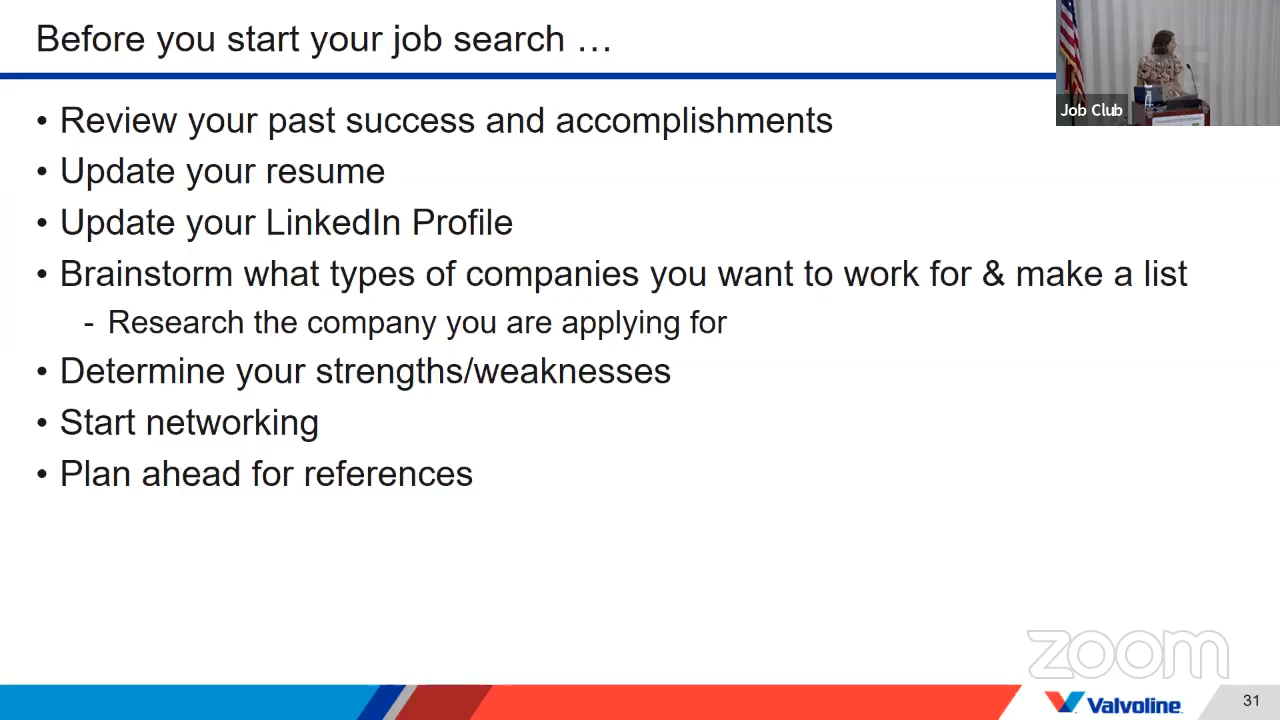 Before you start your job search …
Job Club
• Review your past success and accomplishments
• Update your resume
• Update your LinkedIn Profile
• Brainstorm what types of companies you want to work for & make a list
- Research the company you are applying for
• Determine your strengths/weaknesses
• Start networking
• Plan ahead for references
zoom
Valvoline
31